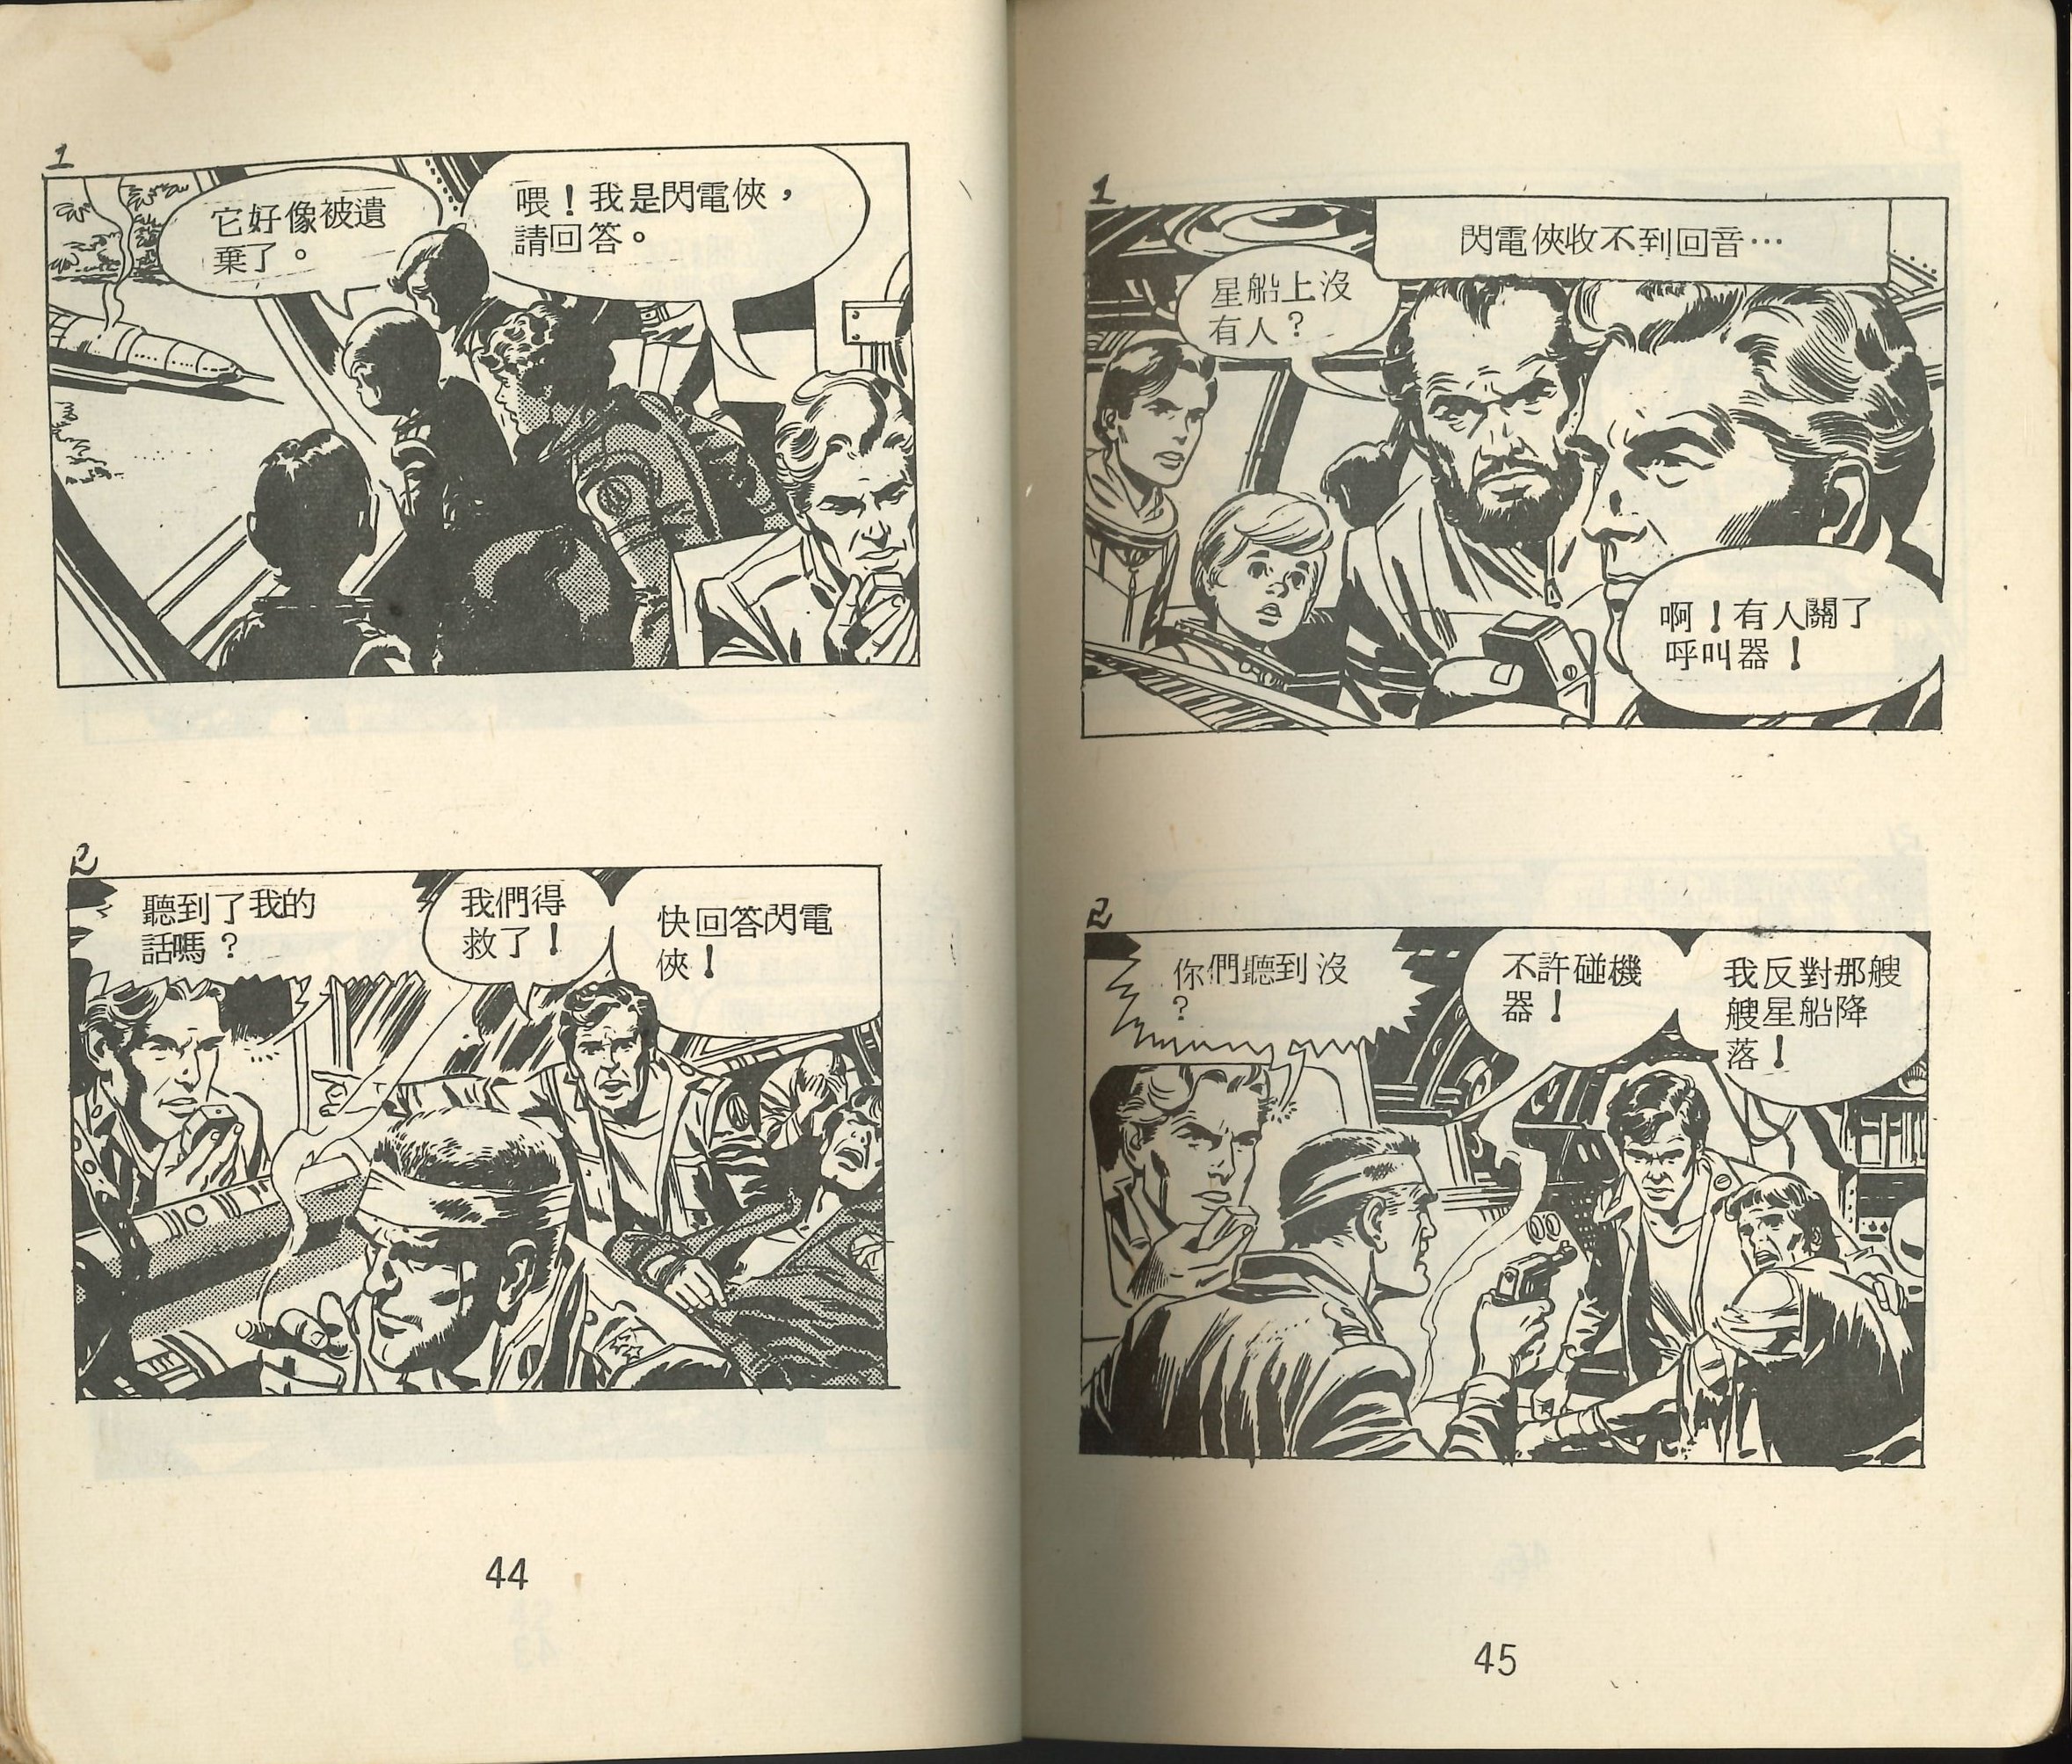 1
它好像被遺
棄了。
喂！我是閃電俠，
請回答。
2
聽到了我的
話嗎？
我們得
救了！
快回答閃電
俠！
44
1
閃電俠收不到回音…
星船上沒
有人？
啊！有人關了
呼叫器！
2
你們聽到沒
？
不許碰機
器！
我反對那艘
艘星船降
落！
45